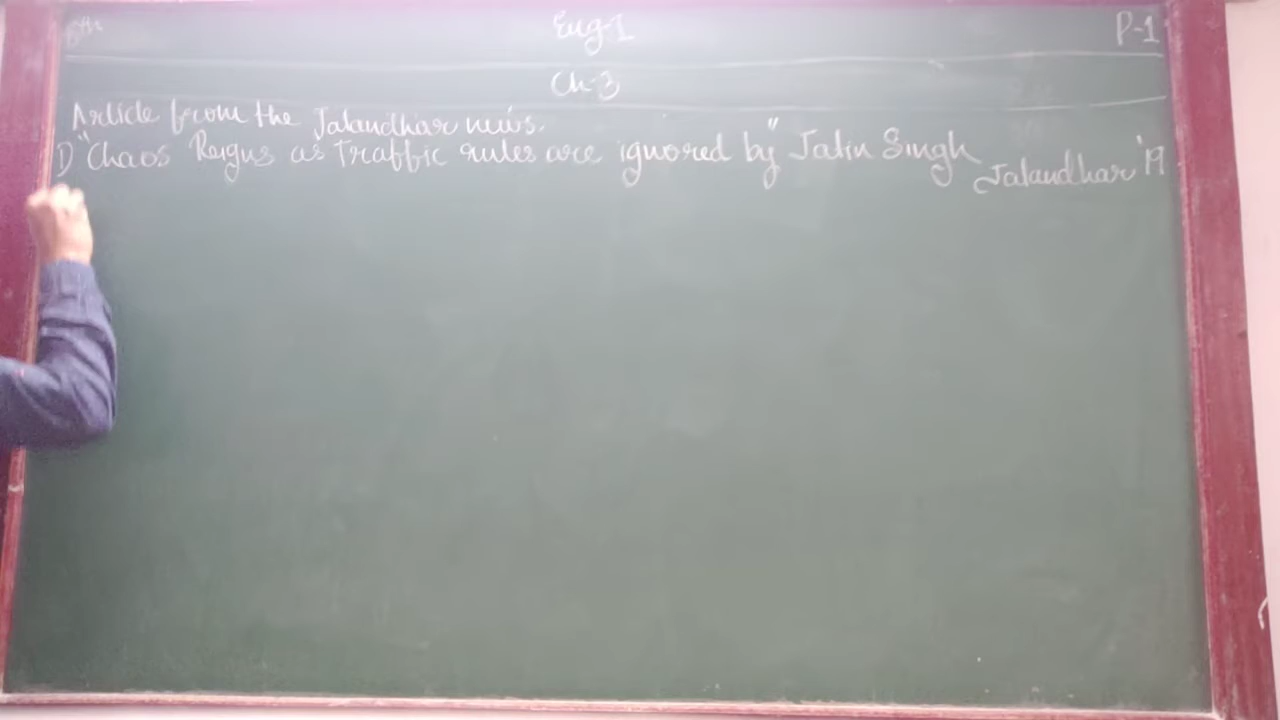 Eng-1
P-1
Ch-3
Article from the Jalandhar news.
1) "Chaos Reigns as Traffic rules are ignored by" Jatin Singh
Jalandhar '19